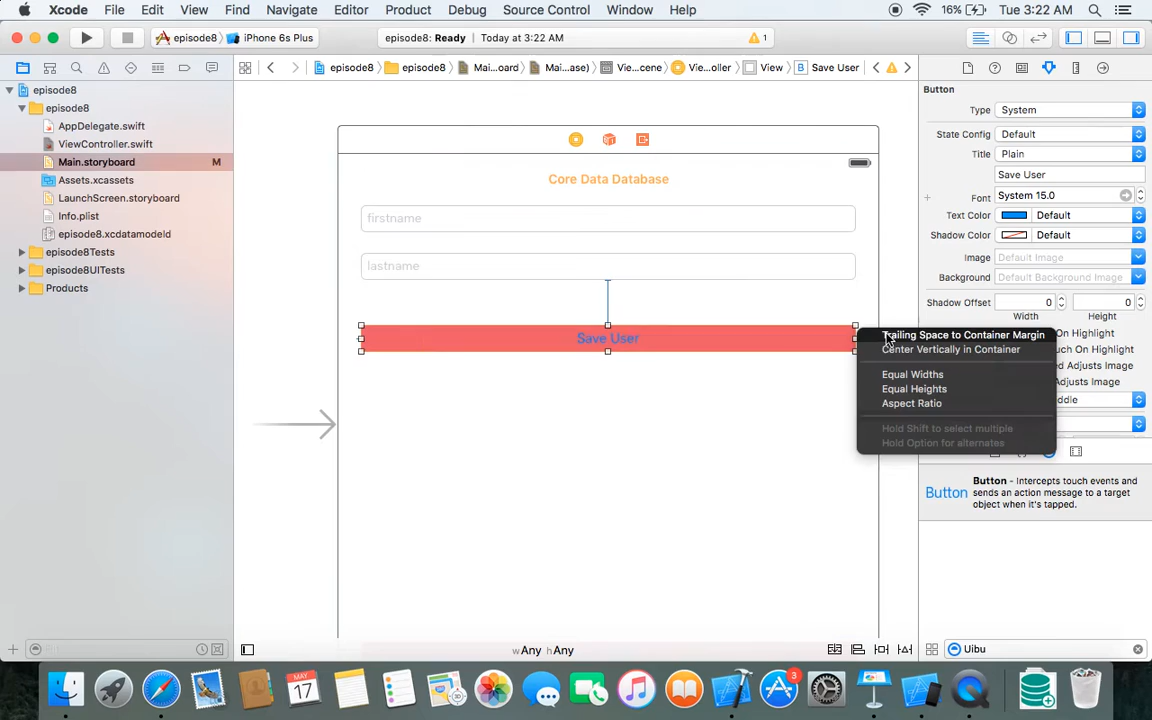 Xcode File Edit View Find Navigate Editor Product Debug Source Control Window Help 16% Tue 3:22 AM
episode8 iPhone 6s Plus episode8: Ready Today at 3:22 AM 1
episode8 episode8 Mai...oard Mai...ase) Vie...cene Vie...oller View B Save User
episode8
episode8
AppDelegate.swift
ViewController.swift
Main.storyboard M
Assets.xcassets
LaunchScreen.storyboard
Info.plist
episode8.xcdatamodeld
episode8Tests
episode8UITests
Products
Core Data Database
firstname
lastname
Save User
Trailing Space to Container Margin
Center Vertically in Container
Equal Widths
Equal Heights
Aspect Ratio
Hold Shift to select multiple
Hold Option for alternates
Button
Type System
State Config Default
Title Plain
Save User
Font System 15.0
Text Color Default
Shadow Color Default
Image Default Image
Background Default Background Image
Shadow Offset 0 0
Width Height
On Highlight
uch On Highlight
d Adjusts Image
Adjusts Image
ddle
Button
Button - Intercepts touch events and
sends an action message to a target
object when it's tapped.
wAny hAny
Uibu
MAY
17
3